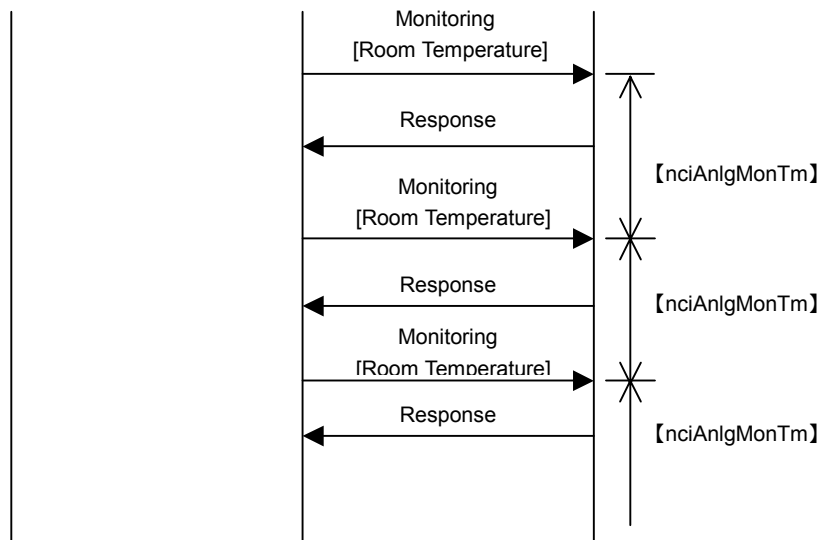 Monitoring
[Room Temperature]
Response
【nciAnlgMonTm】
Monitoring
[Room Temperature]
Response
【nciAnlgMonTm】
Monitoring
[Room Temperature]
Response
【nciAnlgMonTm】